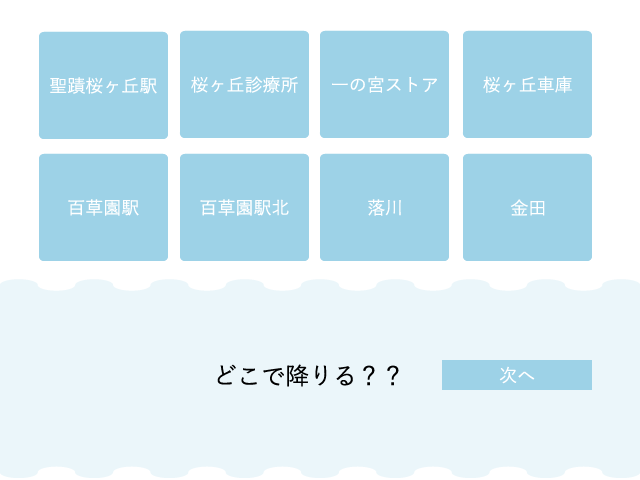 聖蹟桜ヶ丘駅
桜ヶ丘診療所
一の宮ストア
桜ヶ丘車庫
百草園駅
百草園駅北
落川
金田
どこで降りる？？
次へ